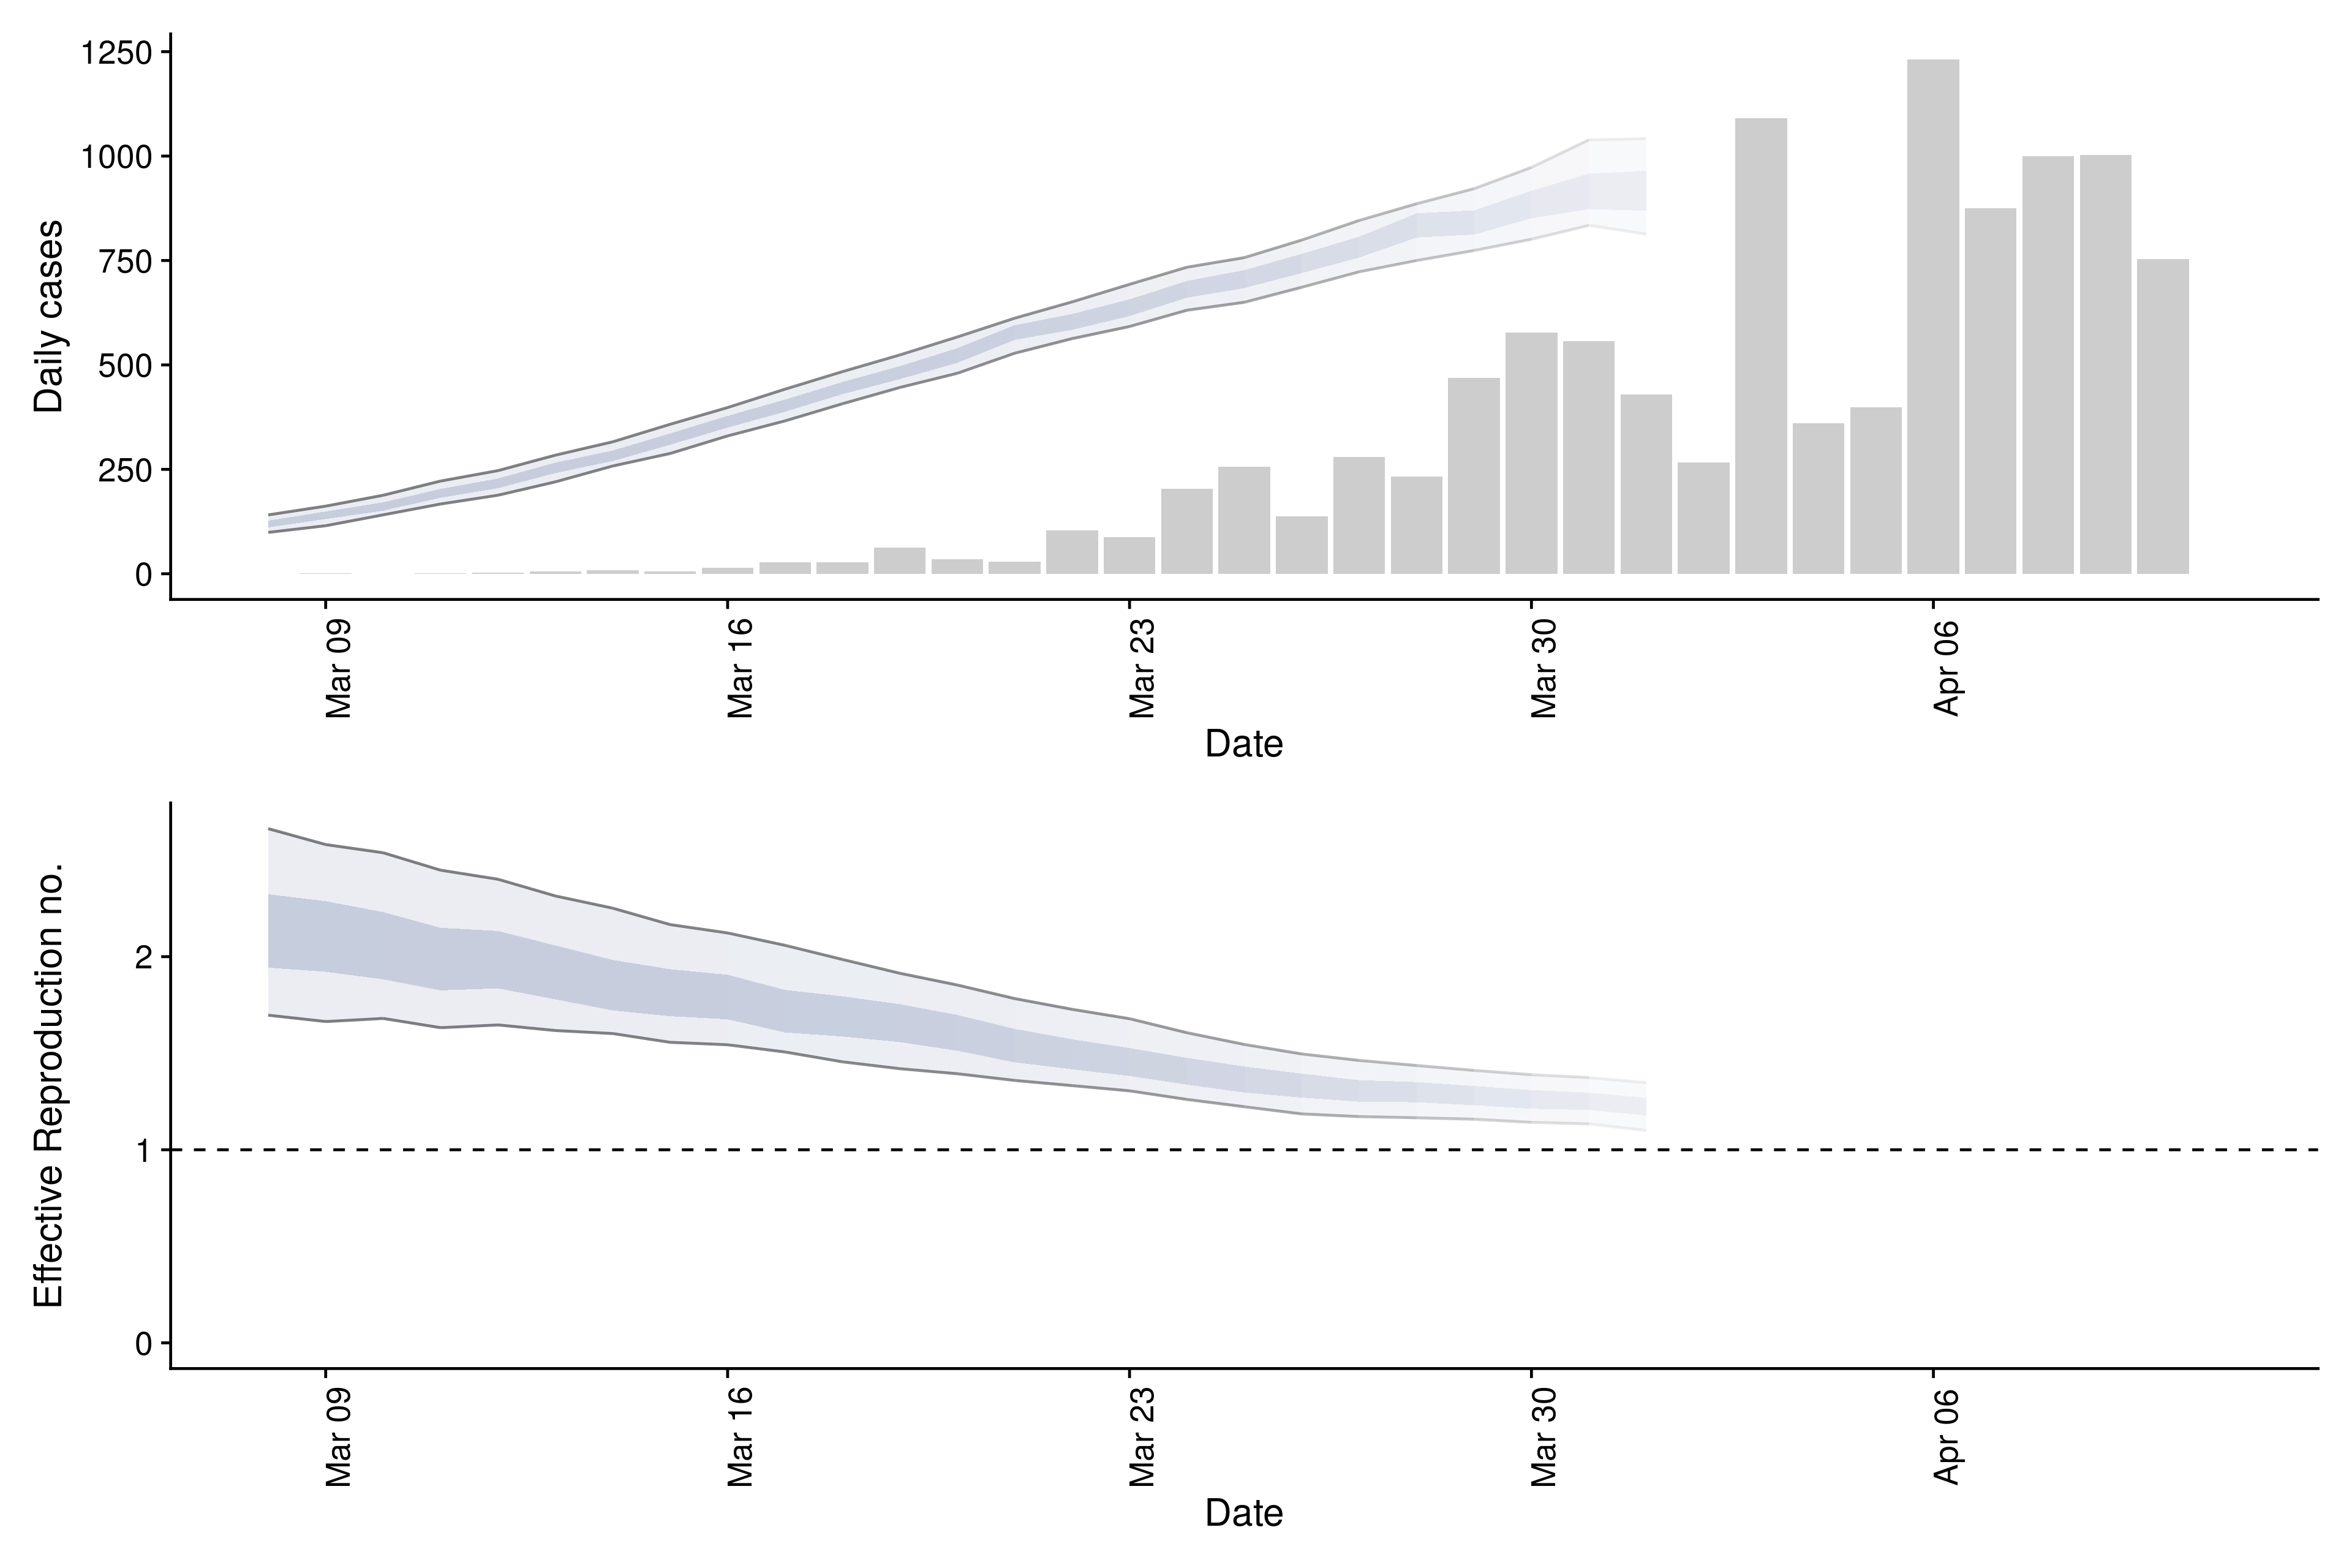 1250
1000
750
500
250
0
Daily cases
Mar 09
Mar 16
Mar 23
Mar 30
Apr 06
Date
2
1
0
Effective Reproduction no.
Mar 09
Mar 16
Mar 23
Mar 30
Apr 06
Date